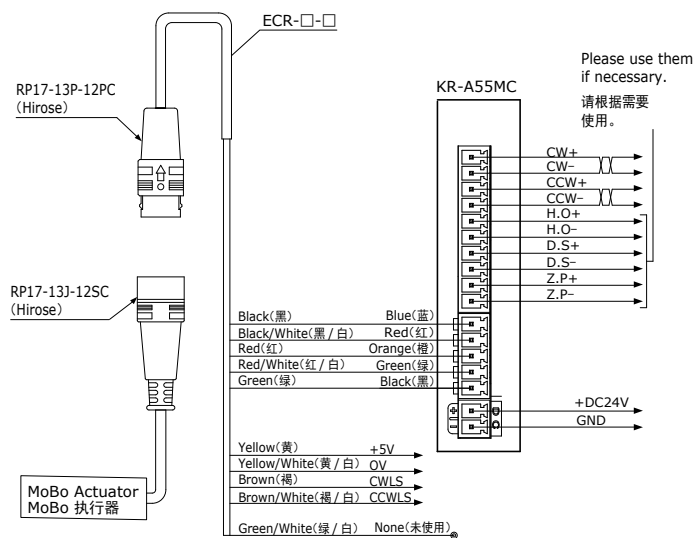 ECR-□-□
RP17-13P-12PC
(Hirose)
Please use them
if necessary.
请根据需要
使用。
KR-A55MC
CW+
CW-
CCW+
CCW-
H.O+
H.O-
D.S+
D.S-
Z.P+
Z.P-
RP17-13J-12SC
(Hirose)
Black(黑) Blue(蓝)
Black/White(黑 / 白) Red(红)
Red(红) Orange(橙)
Red/White(红 / 白) Green(绿)
Green(绿) Black(黑)
+DC24V
GND
Yellow(黄) +5V
Yellow/White(黄 / 白) 0V
Brown(褐) CWLS
Brown/White(褐 / 白) CCWLS
Green/White(绿 / 白) None(未使用)
MoBo Actuator
MoBo 执行器